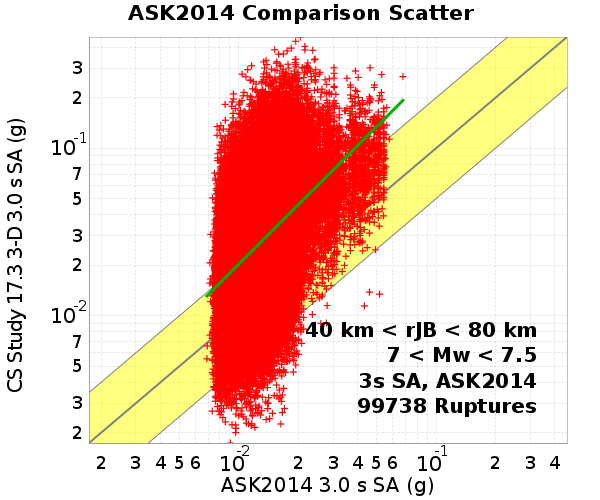 ASK2014 Comparison Scatter
CS Study 17.3 3-D 3.0 s SA (g)
3
2
10-1
7
5
3
2
10-2
7
5
3
2
40 km < rJB < 80 km
7 < Mw < 7.5
3s SA, ASK2014
99738 Ruptures
2 3 4 5 6 10-2 2 3 4 5 6 10-1 2 3 4
ASK2014 3.0 s SA (g)